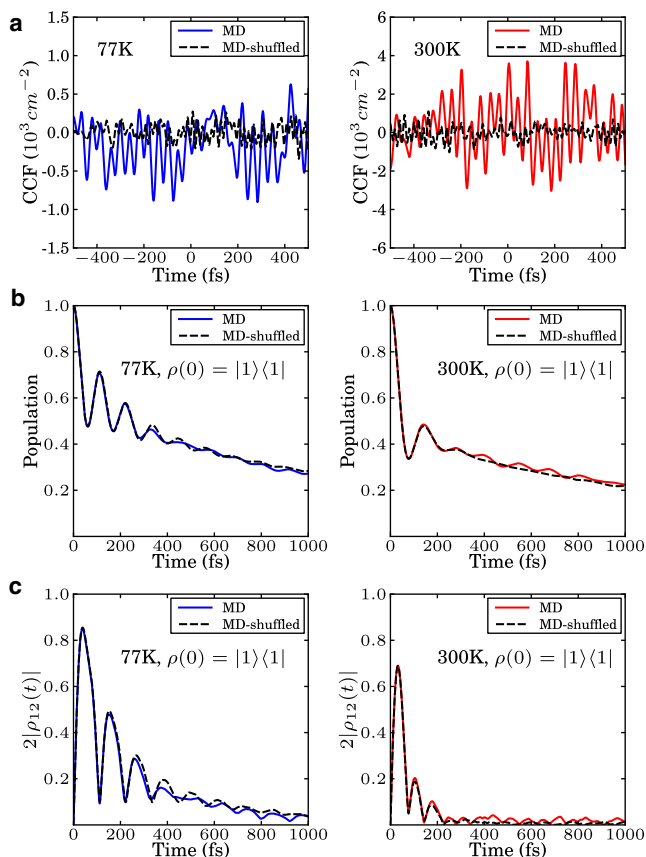 a
CCF (10³ cm⁻²)
1.5
1.0
0.5
0.0
-0.5
-1.0
-1.5
77K
MD
MD-shuffled
−400 −200 0 200 400
Time (fs)
CCF (10³ cm⁻²)
6
4
2
0
-2
-4
-6
300K
MD
MD-shuffled
−400 −200 0 200 400
Time (fs)
b
Population
1.0
0.8
0.6
0.4
0.2
MD
MD-shuffled
77K, ρ(0) = |1⟩⟨1|
0 200 400 600 800 1000
Time (fs)
Population
1.0
0.8
0.6
0.4
0.2
MD
MD-shuffled
300K, ρ(0) = |1⟩⟨1|
0 200 400 600 800 1000
Time (fs)
c
2|ρ₁₂(t)|
1.0
0.8
0.6
0.4
0.2
MD
MD-shuffled
77K, ρ(0) = |1⟩⟨1|
0 200 400 600 800 1000
Time (fs)
2|ρ₁₂(t)|
1.0
0.8
0.6
0.4
0.2
MD
MD-shuffled
300K, ρ(0) = |1⟩⟨1|
0 200 400 600 800 1000
Time (fs)